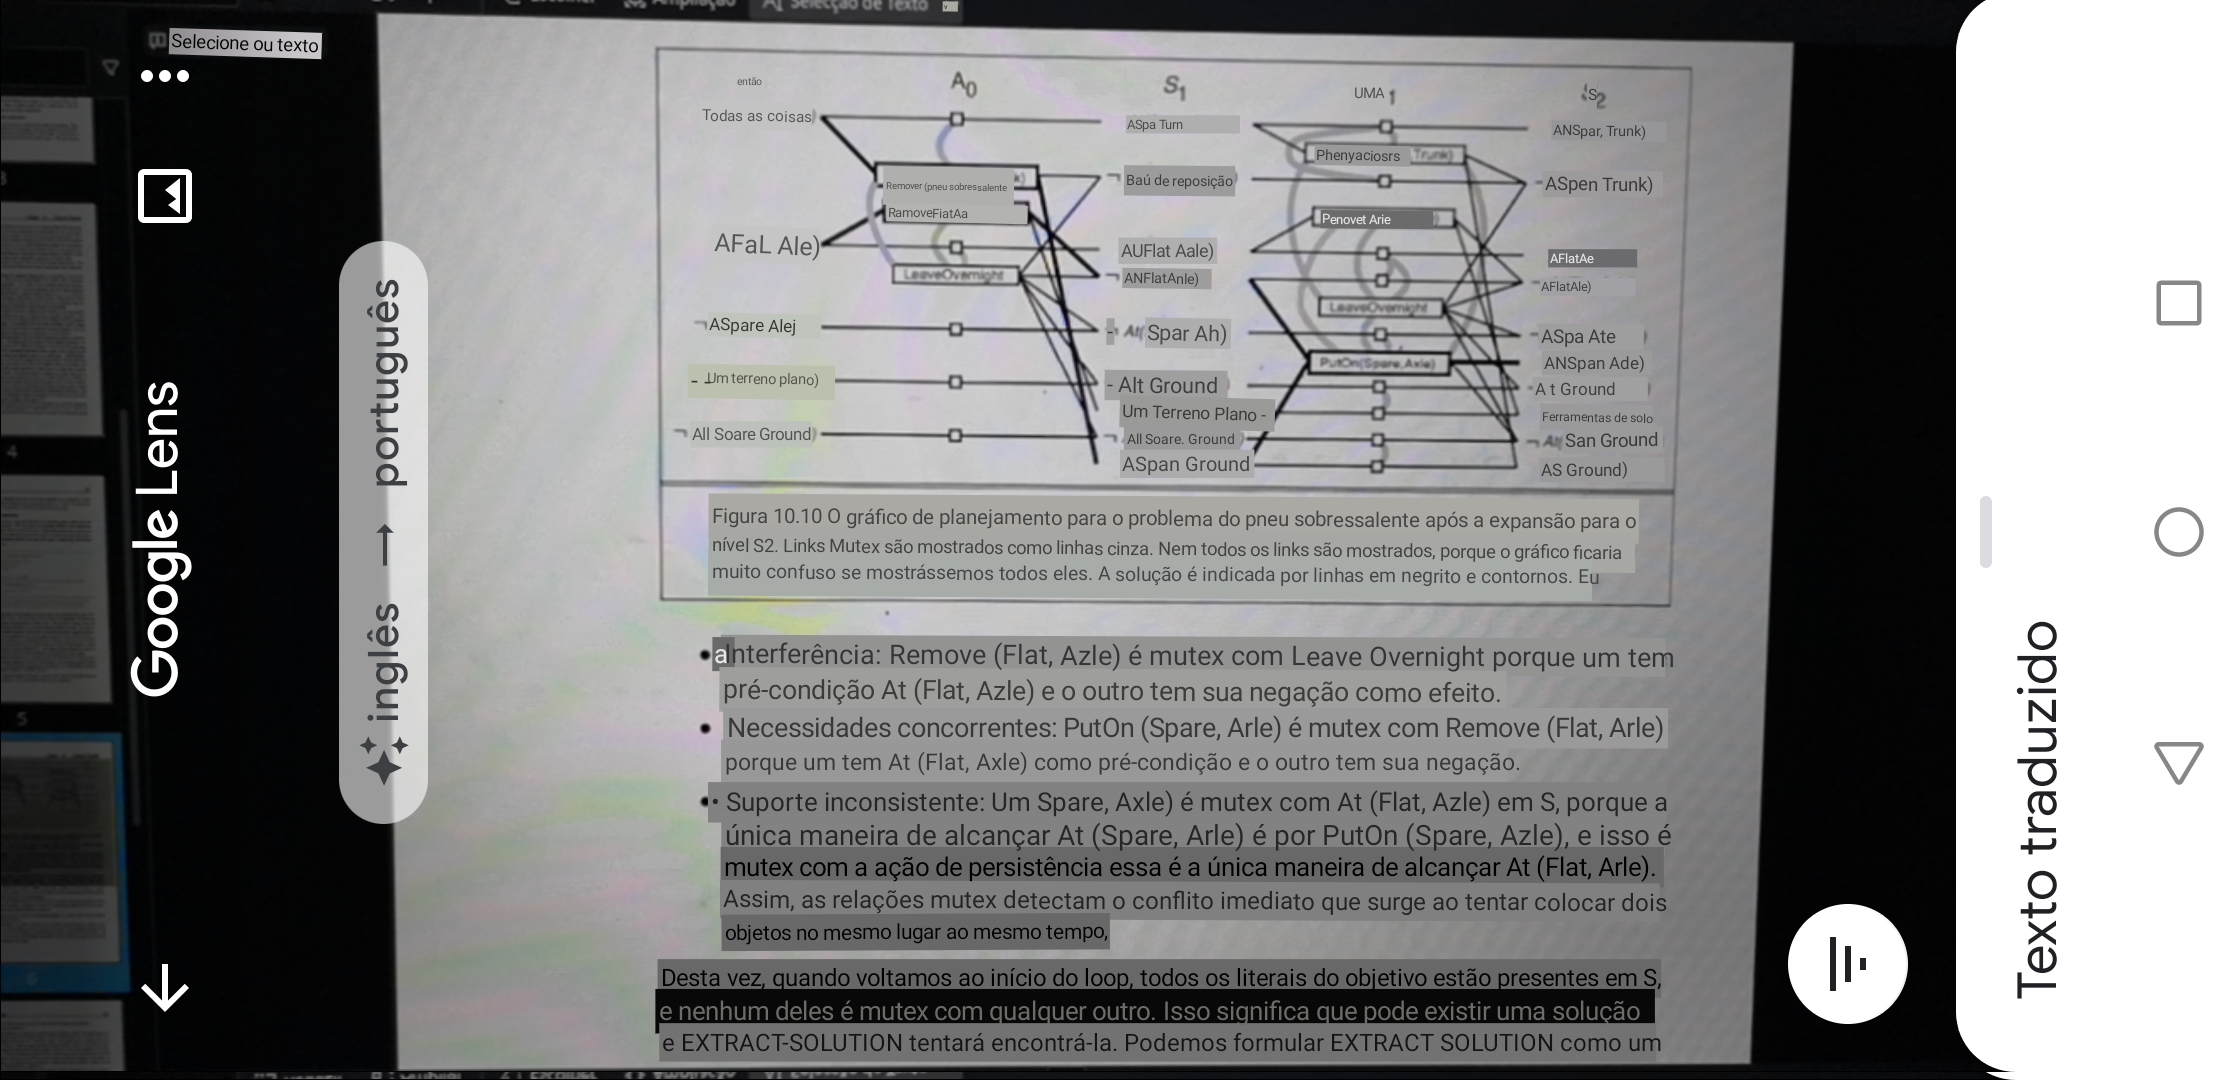 Selecção de Texto
Selecione ou texto
então
A0
S1
UMA 1
S2
Todas as coisas)
ASpa Turn
ANSpar, Trunk)
Phenyaciosrs Trunk)
Remover (pneu sobressalente
Baú de reposição
ASpen Trunk)
RamoveFiatAa
Penovet Arie
AFaL Ale)
AUFlat Aale)
AFlatAe
LeaveOvernight
ANFlatAnle)
AFlatAle)
LeaveOvernight
¬ASpare Alej
- At( Spar Ah)
-ASpa Ate
PutOn(Spare,Axle)
ANSpan Ade)
- -Um terreno plano)
- Alt Ground
-A t Ground
Um Terreno Plano -
Ferramentas de solo
¬ All Soare Ground)
¬ All Soare. Ground )
¬ At( San Ground
ASpan Ground
AS Ground)
Figura 10.10 O gráfico de planejamento para o problema do pneu sobressalente após a expansão para o
nível S2. Links Mutex são mostrados como linhas cinza. Nem todos os links são mostrados, porque o gráfico ficaria
muito confuso se mostrássemos todos eles. A solução é indicada por linhas em negrito e contornos. Eu
• aInterferência: Remove (Flat, Azle) é mutex com Leave Overnight porque um tem
pré-condição At (Flat, Azle) e o outro tem sua negação como efeito.
• Necessidades concorrentes: PutOn (Spare, Arle) é mutex com Remove (Flat, Arle)
porque um tem At (Flat, Axle) como pré-condição e o outro tem sua negação.
• · Suporte inconsistente: Um Spare, Axle) é mutex com At (Flat, Azle) em S, porque a
única maneira de alcançar At (Spare, Arle) é por PutOn (Spare, Azle), e isso é
mutex com a ação de persistência essa é a única maneira de alcançar At (Flat, Arle).
Assim, as relações mutex detectam o conflito imediato que surge ao tentar colocar dois
objetos no mesmo lugar ao mesmo tempo,
Desta vez, quando voltamos ao início do loop, todos os literais do objetivo estão presentes em S,
e nenhum deles é mutex com qualquer outro. Isso significa que pode existir uma solução
e EXTRACT-SOLUTION tentará encontrá-la. Podemos formular EXTRACT SOLUTION como um
4
5
6
Google Lens
inglês → português
Texto traduzido